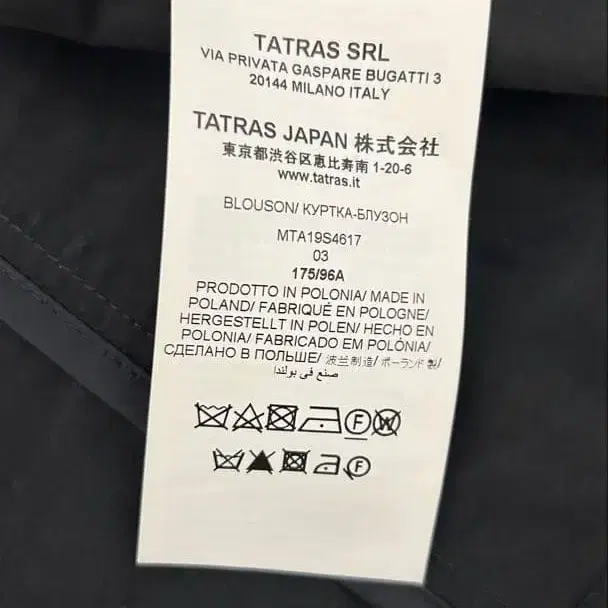 TATRAS SRL
VIA PRIVATA GASPARE BUGATTI 3
20144 MILANO ITALY
TATRAS JAPAN 株式会社
東京都渋谷区恵比寿南 1-20-6
www.tatras.it
BLOUSON/ КУРТКА-БЛУЗОН
MTA19S4617
03
175/96A
PRODOTTO IN POLONIA/ MADE IN
POLAND/ FABRIQUÉ EN POLOGNE/
HERGESTELLT IN POLEN/ HECHO EN
POLONIA/ FABRICADO EM POLÓNIA/
СДЕЛАНО В ПОЛЬШЕ/ 波兰制造/ ポーランド製/
صنع في بولندا
F W
F